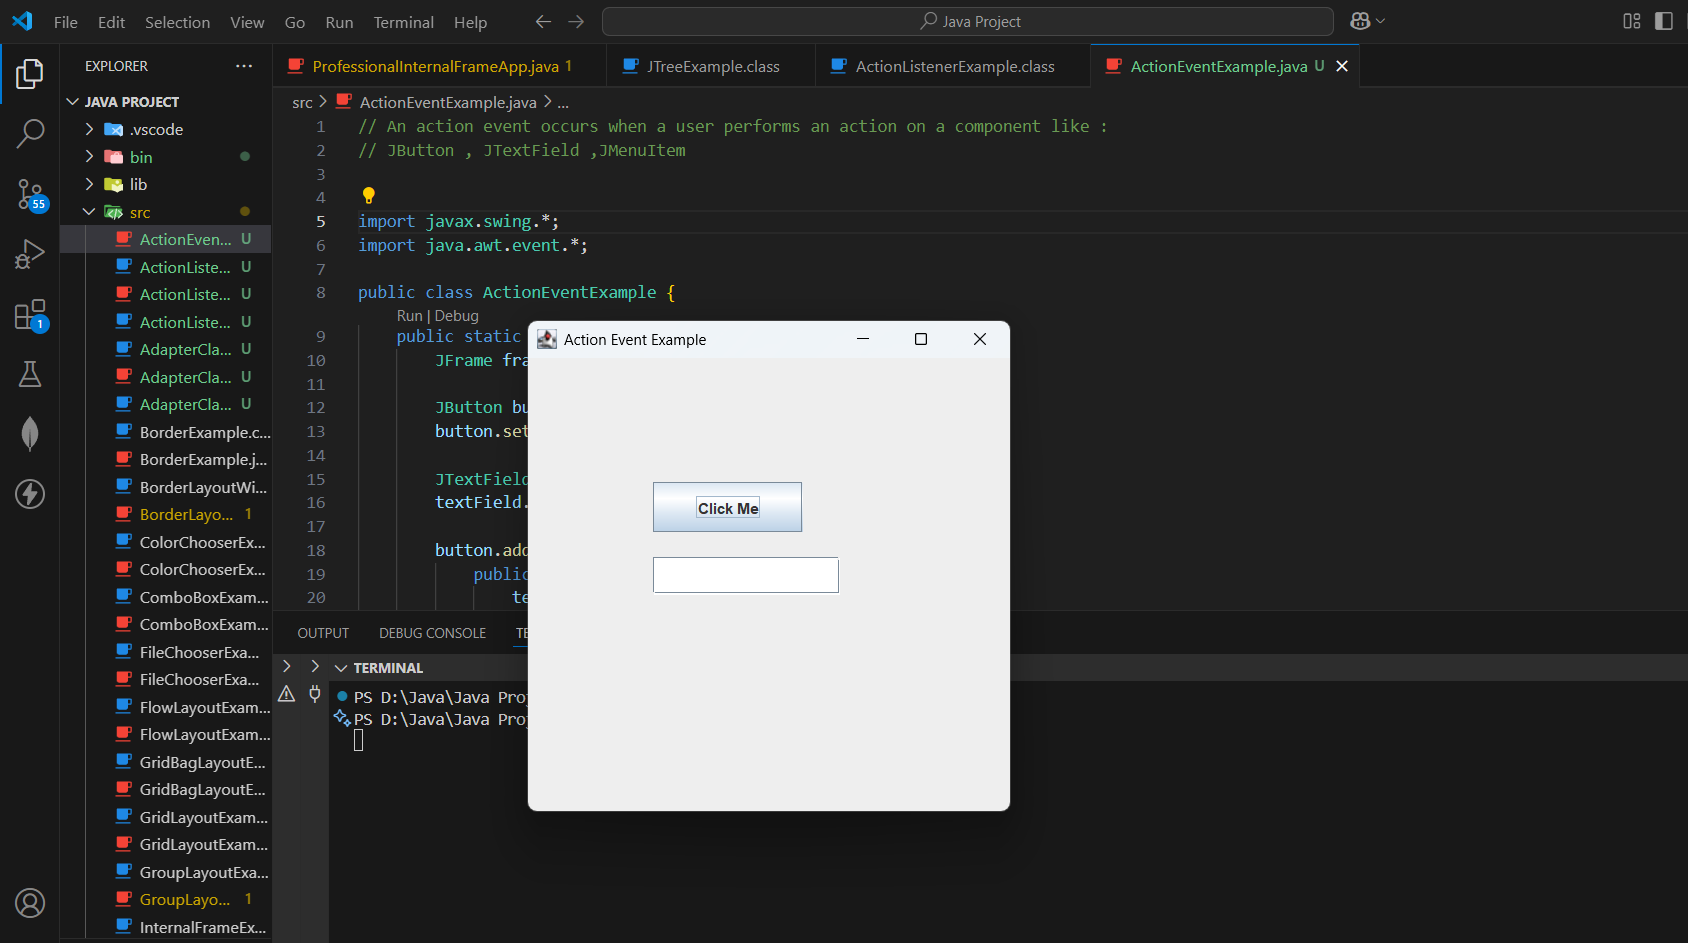 File Edit Selection View Go Run Terminal Help
Java Project
EXPLORER
JAVA PROJECT
.vscode
bin
lib
src
ActionEven... U
ActionListe... U
ActionListe... U
ActionListe... U
AdapterCla... U
AdapterCla... U
AdapterCla... U
BorderExample.c...
BorderExample.j...
BorderLayoutWi...
BorderLayo... 1
ColorChooserEx...
ColorChooserEx...
ComboBoxExam...
ComboBoxExam...
FileChooserExa...
FileChooserExa...
FlowLayoutExam...
FlowLayoutExam...
GridBagLayoutE...
GridBagLayoutE...
GridLayoutExam...
GridLayoutExam...
GroupLayoutExa...
GroupLayo... 1
InternalFrameEx...
55
1
ProfessionalInternalFrameApp.java 1
JTreeExample.class
ActionListenerExample.class
ActionEventExample.java U
src > ActionEventExample.java > ...
1 // An action event occurs when a user performs an action on a component like :
2 // JButton , JTextField ,JMenuItem
3
4
5 import javax.swing.*;
6 import java.awt.event.*;
7
8 public class ActionEventExample {
Run | Debug
9 public static
10 JFrame fra
11
12 JButton bu
13 button.set
14
15 JTextField
16 textField.
17
18 button.add
19 public
20 te
Action Event Example
Click Me
OUTPUT DEBUG CONSOLE TE
TERMINAL
PS D:\Java\Java Proj
PS D:\Java\Java Proj